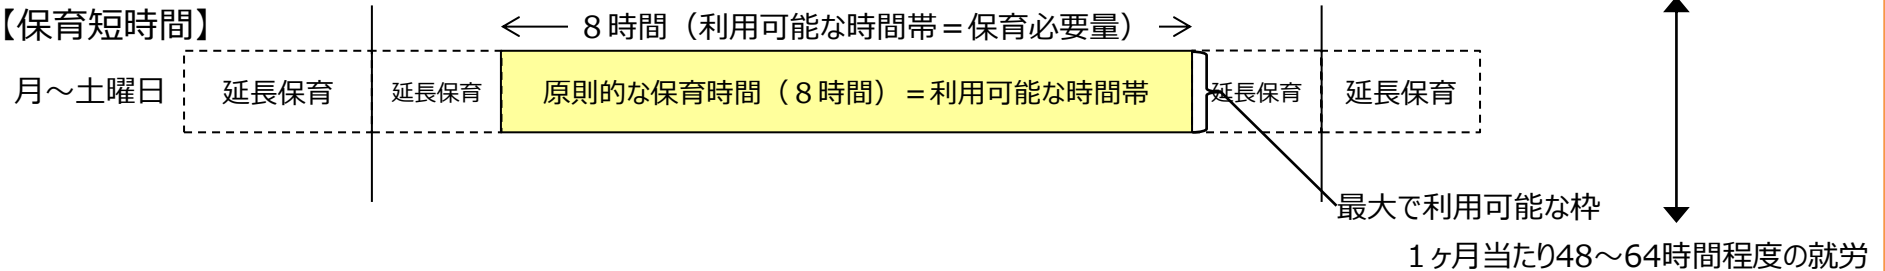 【保育短時間】
8時間（利用可能な時間帯＝保育必要量）
月～土曜日 延長保育 延長保育 原則的な保育時間（８時間）＝利用可能な時間帯 延長保育 延長保育
最大で利用可能な枠
１ヶ月当たり48～64時間程度の就労